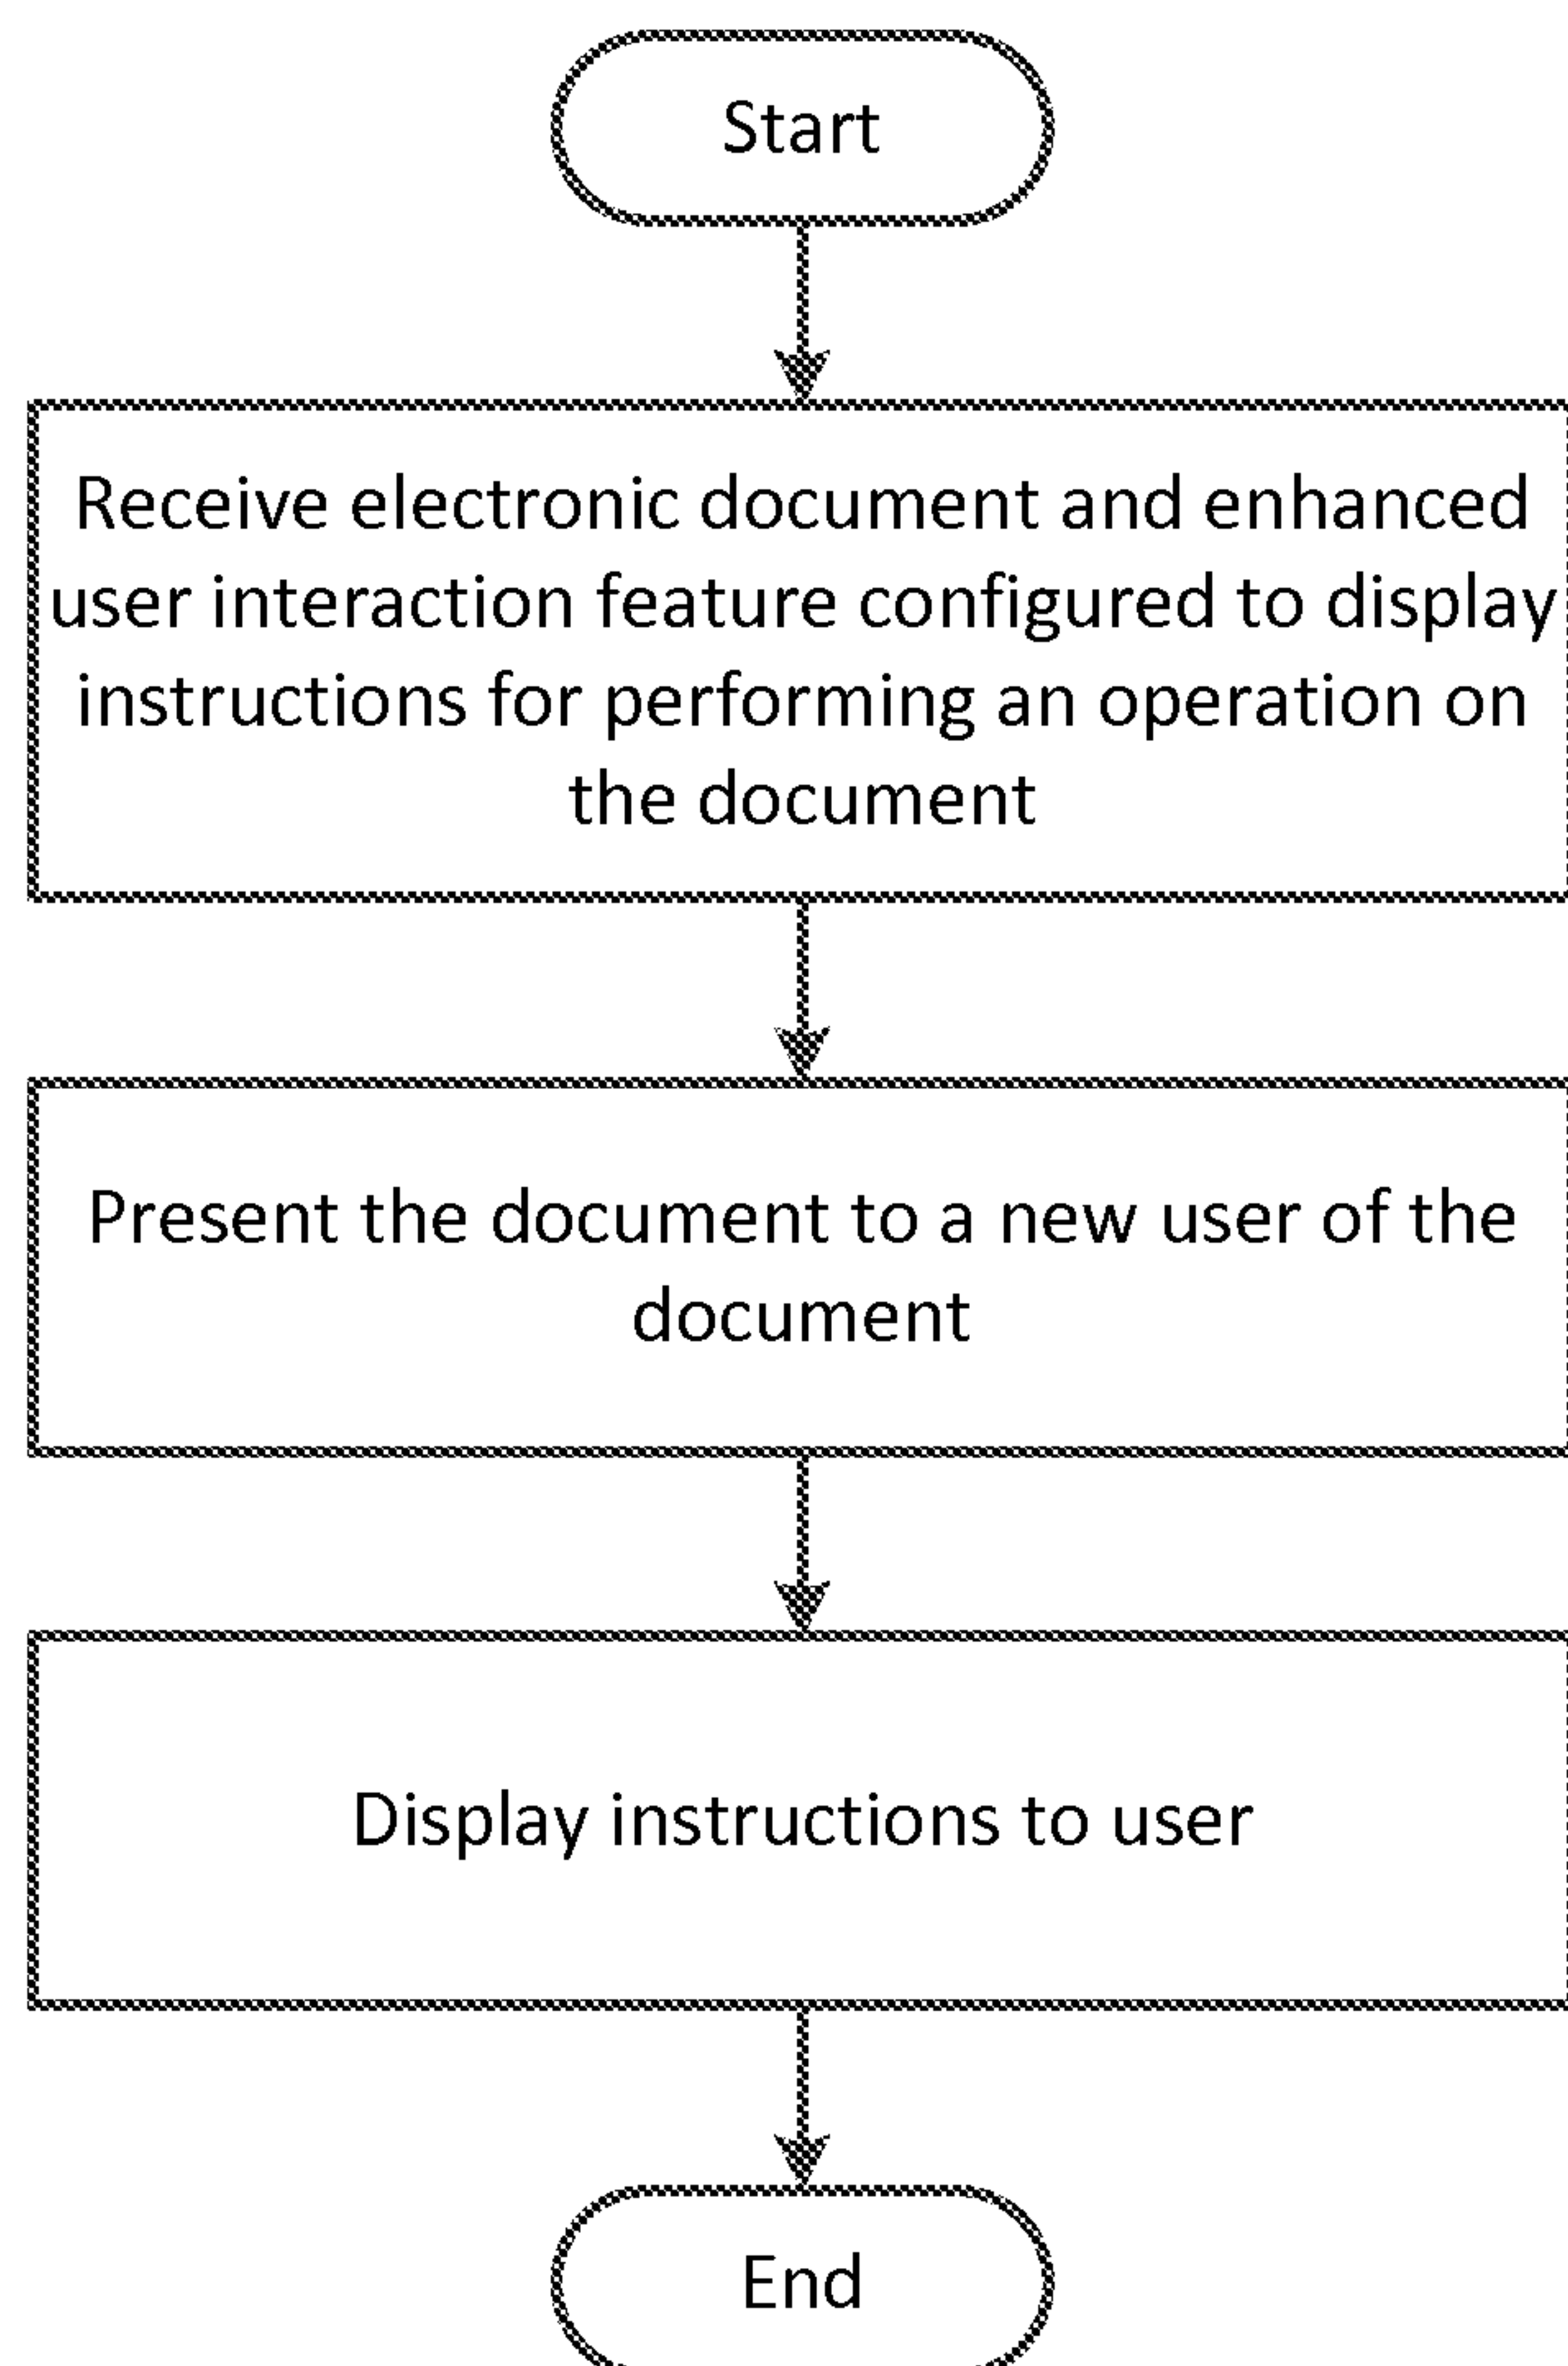 Start
Receive electronic document and enhanced
user interaction feature configured to display
instructions for performing an operation on
the document
Present the document to a new user of the
document
Display instructions to user
End